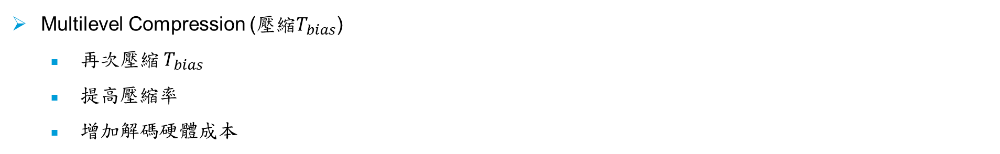 ➢ Multilevel Compression (壓縮T_bias)
▪ 再次壓縮 T_bias
▪ 提高壓縮率
▪ 增加解碼硬體成本